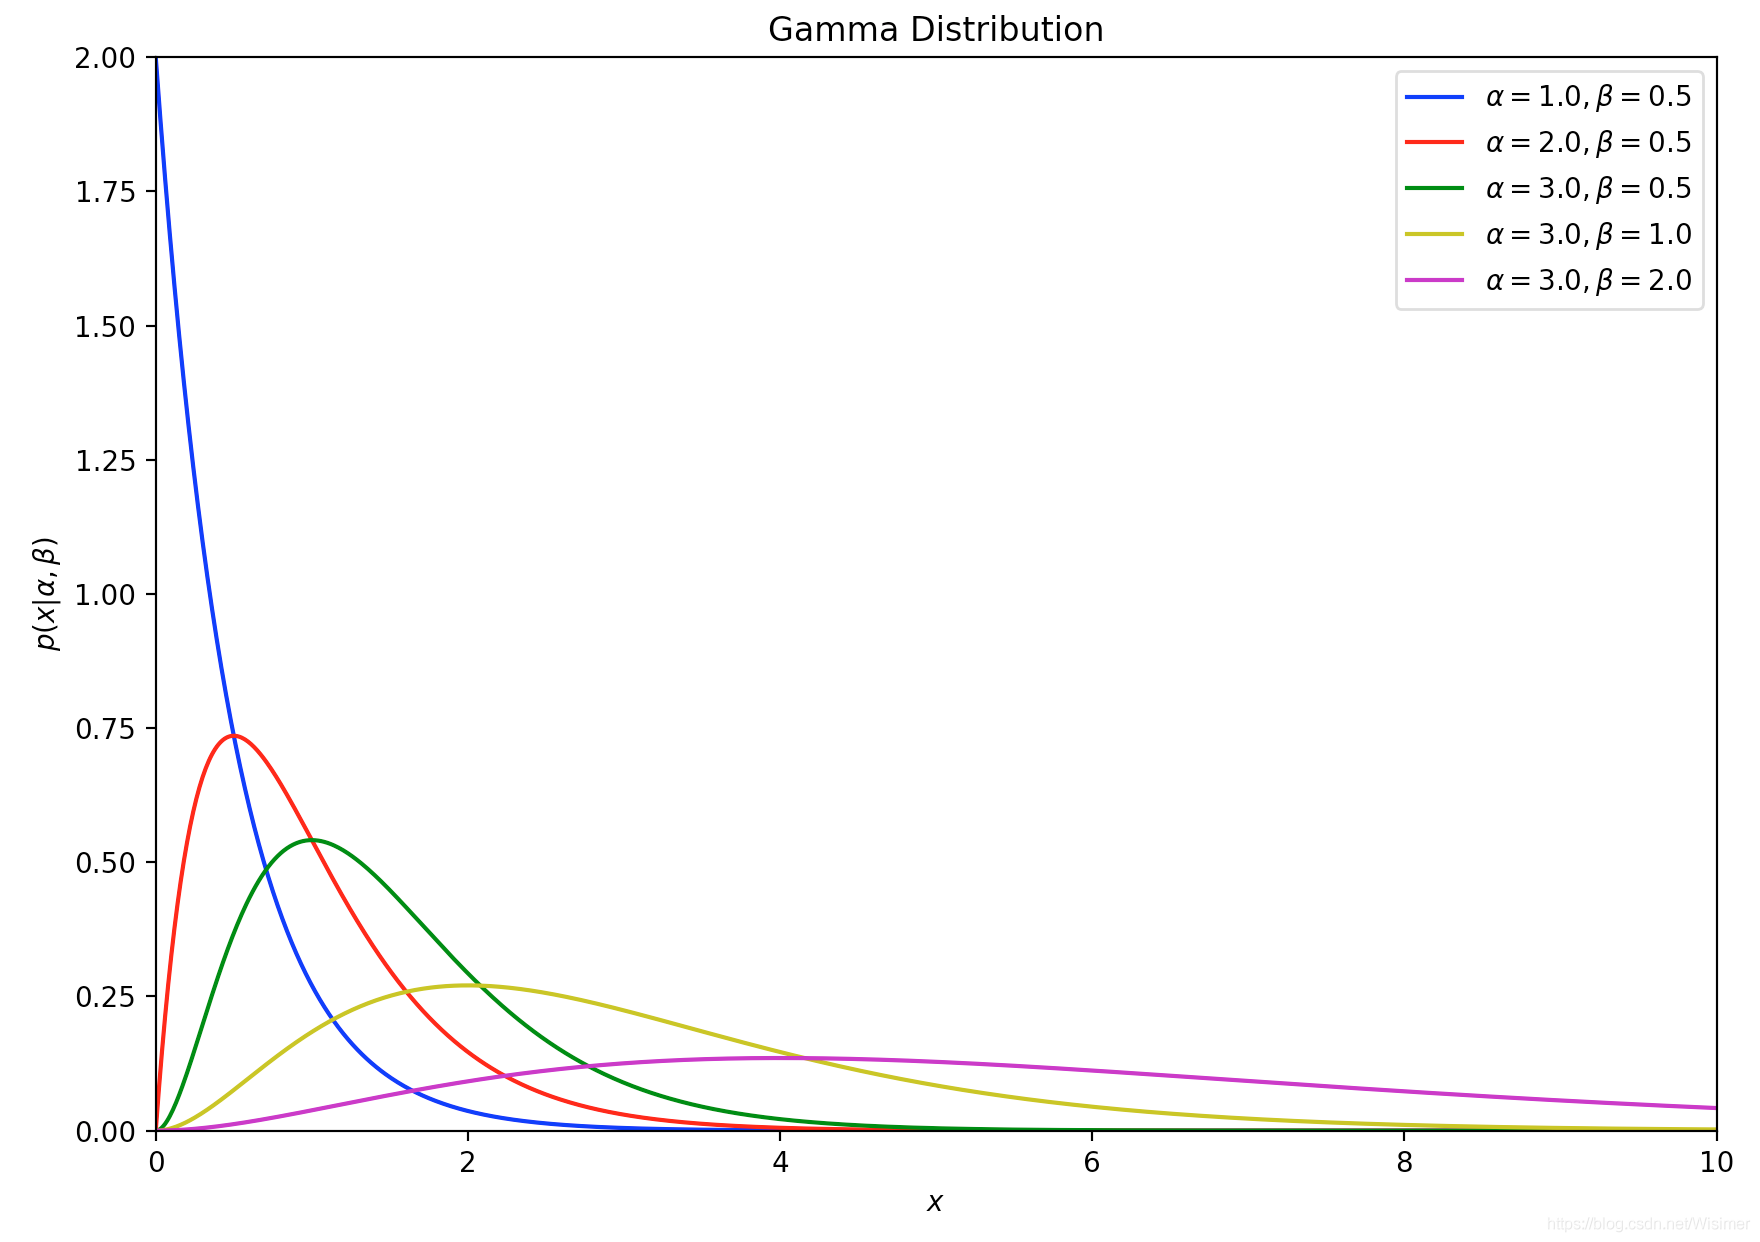 Gamma Distribution
2.00
1.75
1.50
1.25
1.00
0.75
0.50
0.25
0.00
p(x|α, β)
α = 1.0, β = 0.5
α = 2.0, β = 0.5
α = 3.0, β = 0.5
α = 3.0, β = 1.0
α = 3.0, β = 2.0
0 2 4 6 8 10
x
https://blog.csdn.net/Wisimer